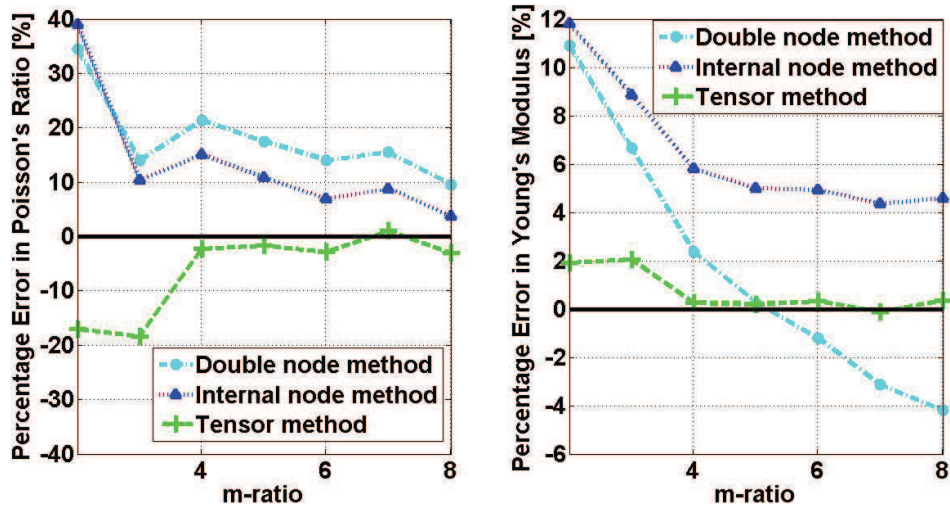 Percentage Error in Poisson's Ratio [%]
40
30
20
10
0
-10
-20
-30
-40
Double node method
Internal node method
Tensor method
4
6
8
m-ratio
Percentage Error in Young's Modulus [%]
12
10
8
6
4
2
0
-2
-4
-6
Double node method
Internal node method
Tensor method
4
6
8
m-ratio